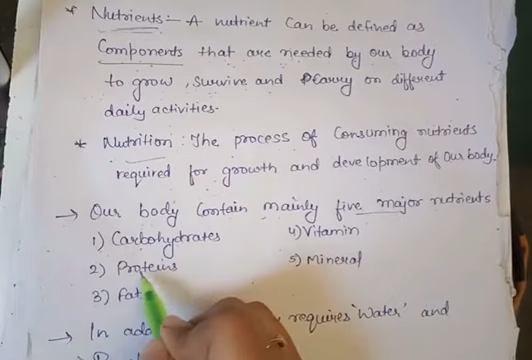 * Nutrients:- A nutrient can be defined as
Components that are needed by our body
to grow, survive and carry on different
daily activities.
* Nutrition: The process of Consuming nutrients
required for growth and development of our body.
→ Our body Contain mainly five major nutrients
1) Carbohydrates 4) Vitamin
2) Proteins 5) Mineral
3) Fat
→ In requires 'Water' and